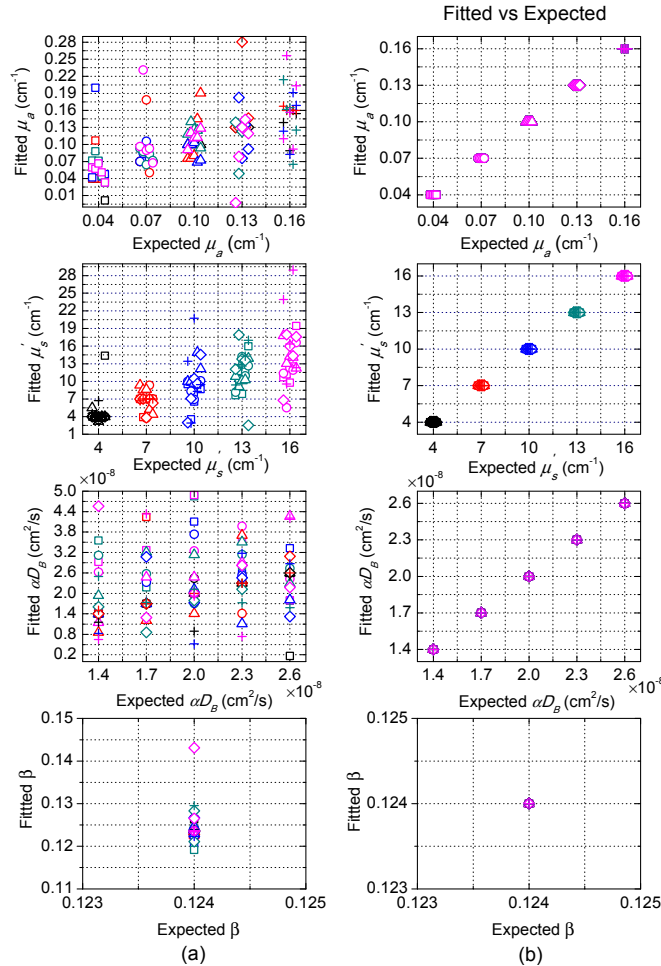 Fitted vs Expected
0.28
0.25
0.22
0.19
0.16
0.13
0.10
0.07
0.04
0.01
Fitted μa (cm-1)
0.04 0.07 0.10 0.13 0.16
Expected μa (cm-1)
0.16
0.13
0.10
0.07
0.04
Fitted μa (cm-1)
0.04 0.07 0.10 0.13 0.16
Expected μa (cm-1)
28
25
22
19
16
13
10
7
4
1
Fitted μs' (cm-1)
4 7 10 13 16
Expected μs' (cm-1)
16
13
10
7
4
Fitted μs' (cm-1)
4 7 10 13 16
Expected μs' (cm-1)
×10-8
5.0
4.4
3.8
3.2
2.6
2.0
1.4
0.8
0.2
Fitted αDB (cm2/s)
1.4 1.7 2.0 2.3 2.6
×10-8
Expected αDB (cm2/s)
×10-8
2.6
2.3
2.0
1.7
1.4
Fitted αDB (cm2/s)
1.4 1.7 2.0 2.3 2.6
×10-8
Expected αDB (cm2/s)
0.15
0.14
0.13
0.12
0.11
Fittted β
0.123 0.124 0.125
Expected β
(a)
0.125
0.124
0.123
Fittted β
0.123 0.124 0.125
Expected β
(b)